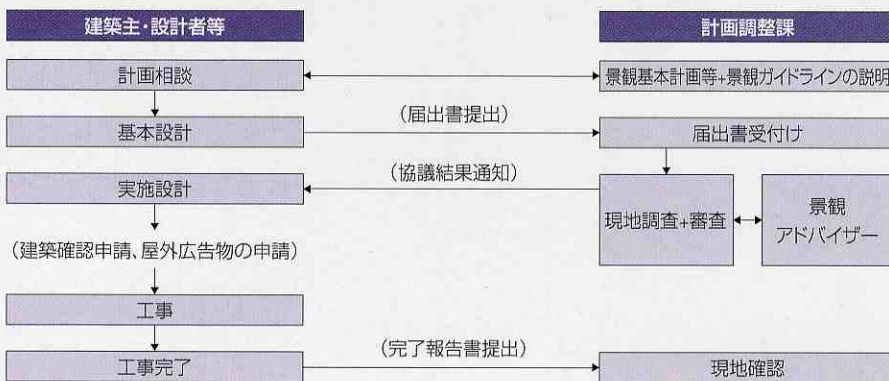 建築主・設計者等
計画調整課
計画相談
景観基本計画等+景観ガイドラインの説明
(届出書提出)
基本設計
届出書受付け
(協議結果通知)
実施設計
現地調査+審査
景観
アドバイザー
(建築確認申請、屋外広告物の申請)
工事
(完了報告書提出)
工事完了
現地確認